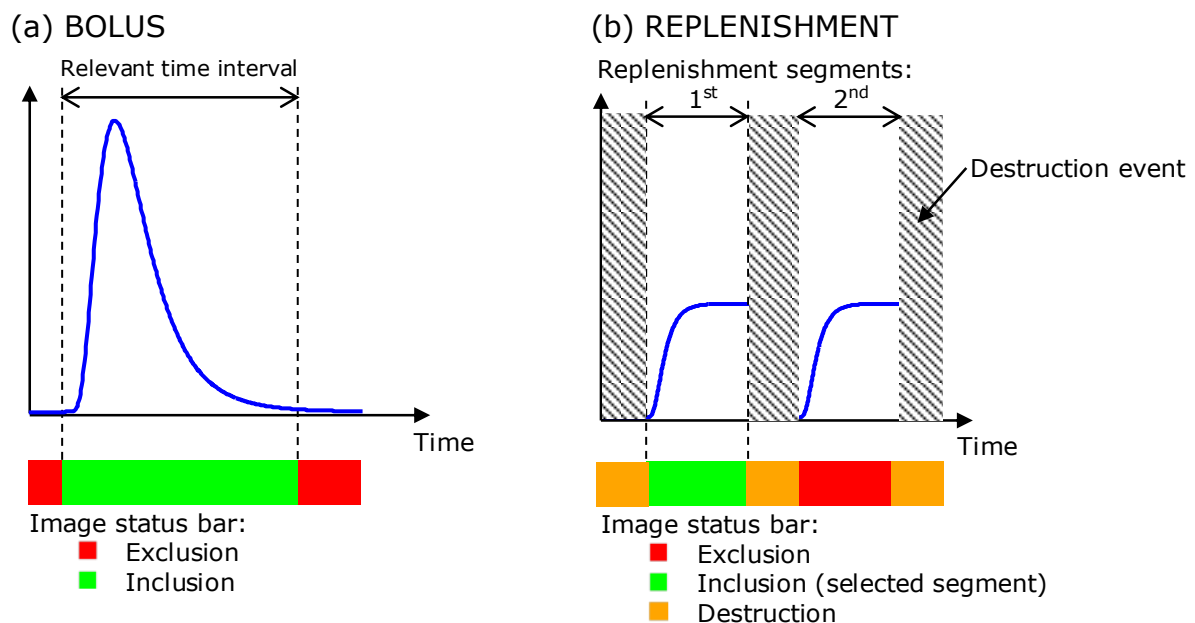 (a) BOLUS
Relevant time interval
Time
Image status bar:
Exclusion
Inclusion
(b) REPLENISHMENT
Replenishment segments:
1st 2nd
Destruction event
Time
Image status bar:
Exclusion
Inclusion (selected segment)
Destruction